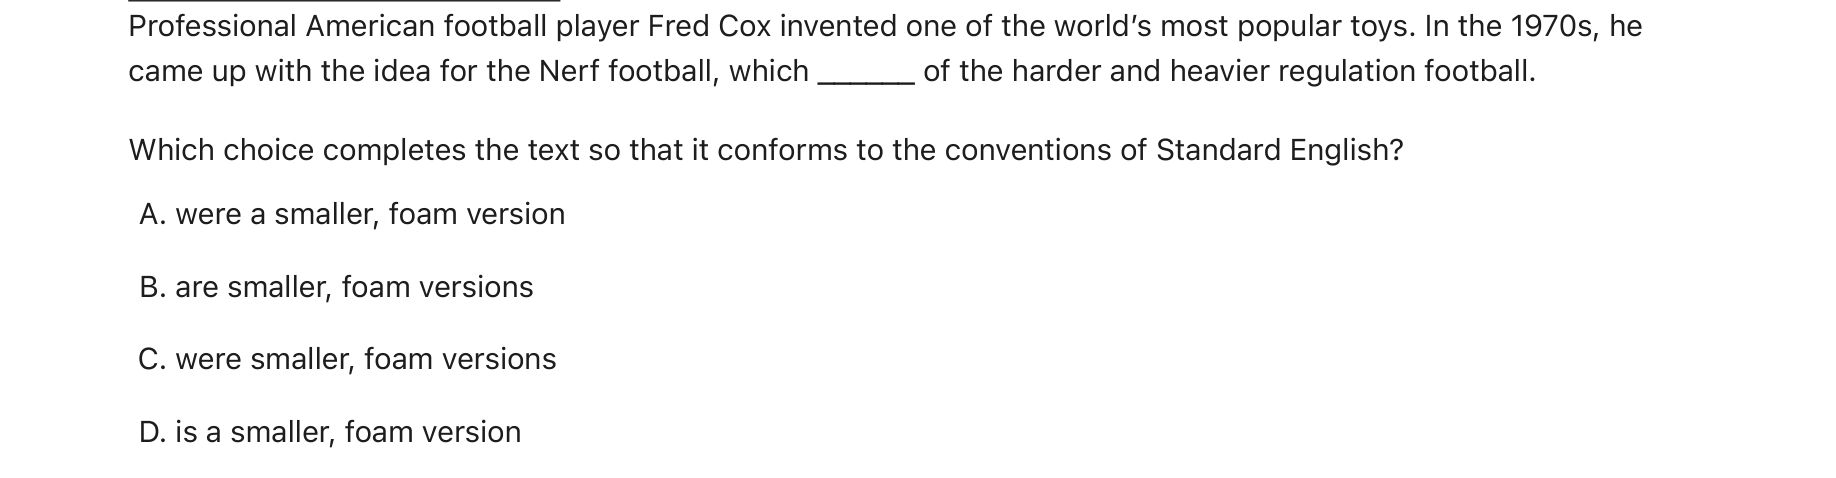 Professional American football player Fred Cox invented one of the world’s most popular toys. In the 1970s, he
came up with the idea for the Nerf football, which ______ of the harder and heavier regulation football.
Which choice completes the text so that it conforms to the conventions of Standard English?
A. were a smaller, foam version
B. are smaller, foam versions
C. were smaller, foam versions
D. is a smaller, foam version